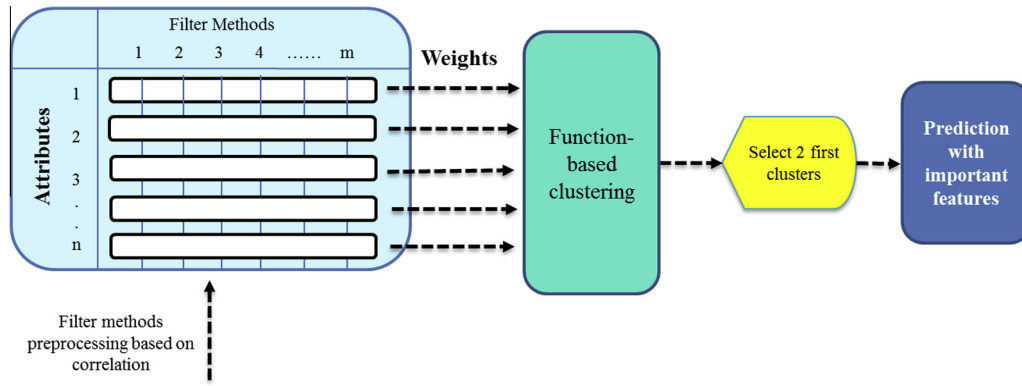 Filter Methods
1 2 3 4 ...... m
Weights
Attributes
1
2
3
.
.
n
Function-
based
clustering
Select 2 first
clusters
Prediction
with
important
features
Filter methods
preprocessing based on
correlation